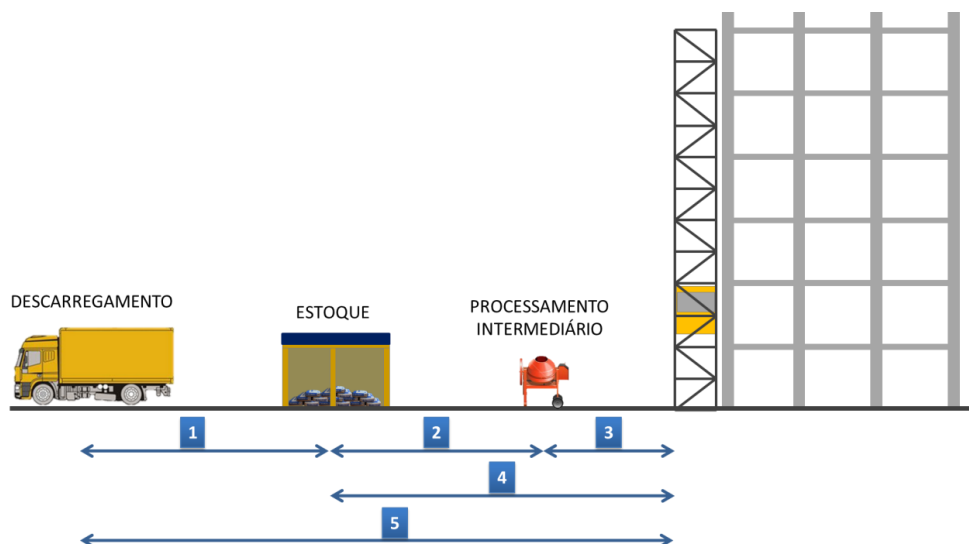 DESCARREGAMENTO
ESTOQUE
PROCESSAMENTO
INTERMEDIÁRIO
1
2
3
4
5